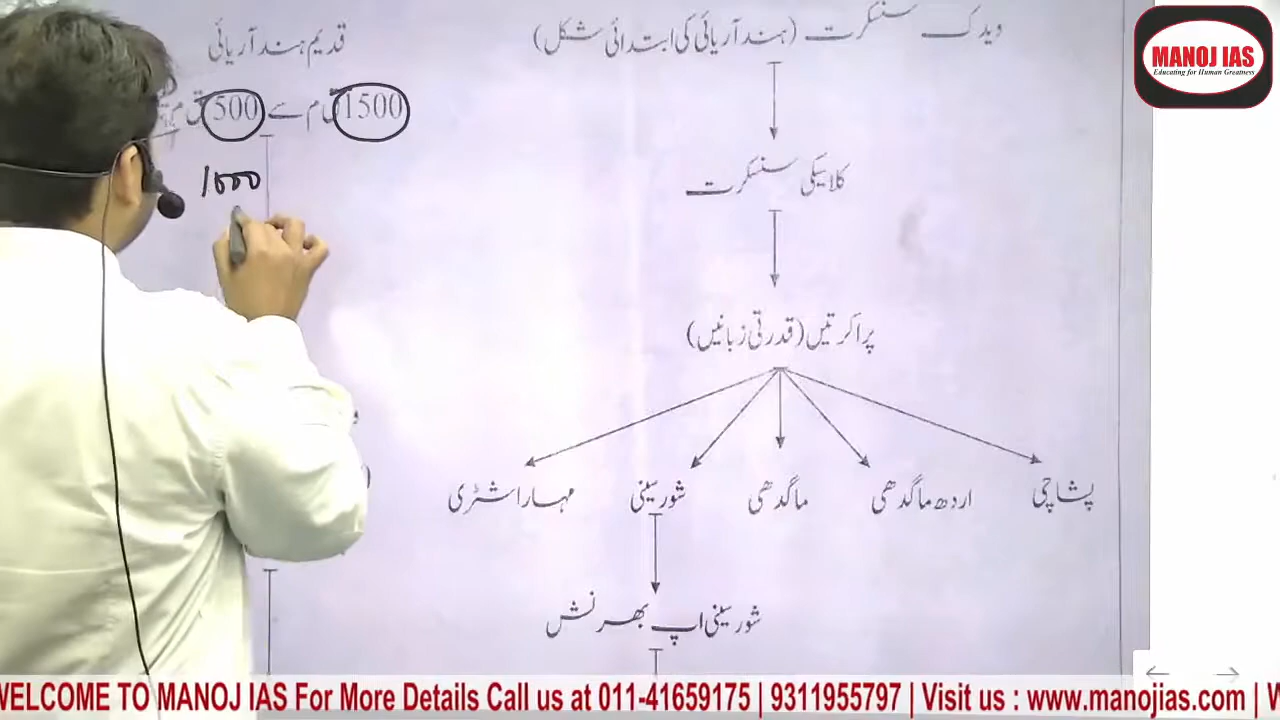 ویدک سنسکرت (ہند آریائی کی ابتدائی شکل)
قدیم ہند آریائی
1500 ق م سے 500 ق م
1000
کلاسیکی سنسکرت
پراکرتیں (قدرتی زبانیں)
پشاچی
اردھ ماگدھی
ماگدھی
شورسینی
مہاراشٹری
شورسینی اپ بھرنش
MANOJ IAS
Educating for Human Greatness
WELCOME TO MANOJ IAS For More Details Call us at 011-41659175 | 9311955797 | Visit us : www.manojias.com | W